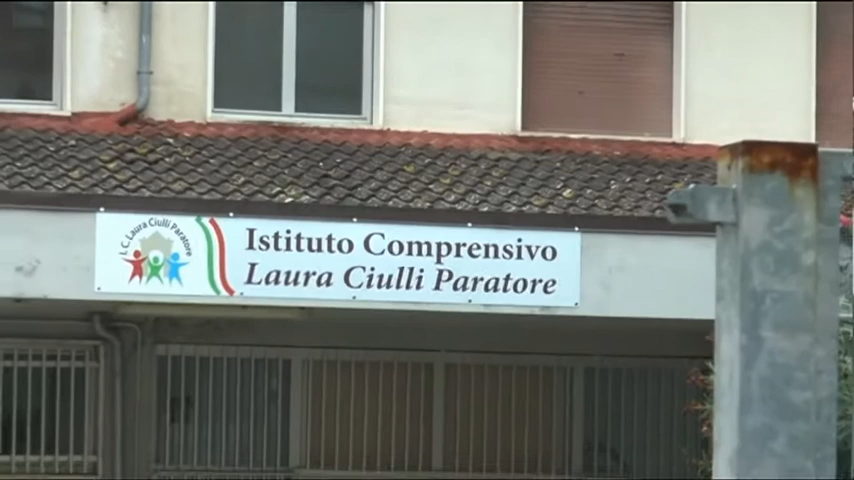 I. C. Laura Ciulli Paratore
Istituto Comprensivo
Laura Ciulli Paratore